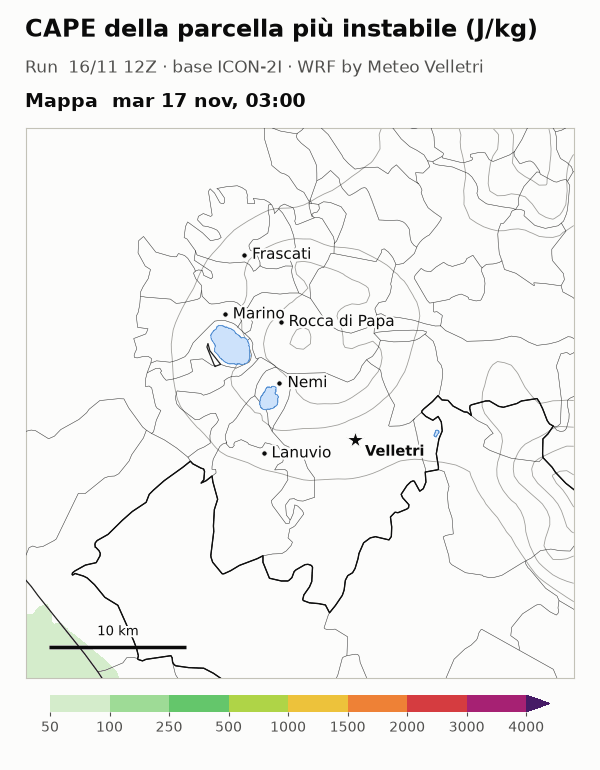 CAPE della parcella più instabile (J/kg)
Run  16/11 12Z · base ICON-2I · WRF by Meteo Velletri
Mappa  mar 17 nov, 03:00
Frascati
Marino
Rocca di Papa
Nemi
Velletri
Lanuvio
10 km
50 100 250 500 1000 1500 2000 3000 4000